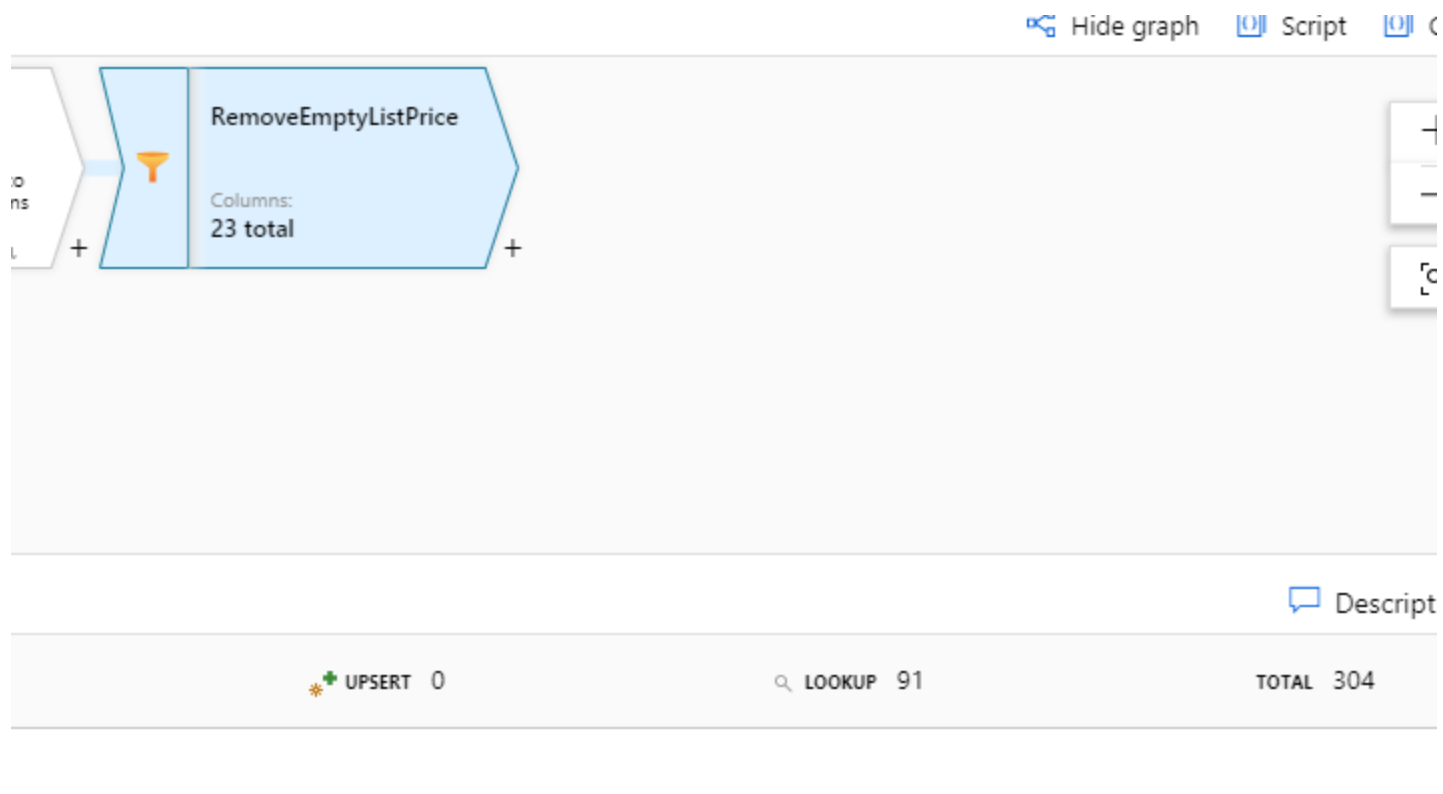 Hide graph Script
RemoveEmptyListPrice
Columns:
23 total
UPSERT 0 LOOKUP 91 TOTAL 304